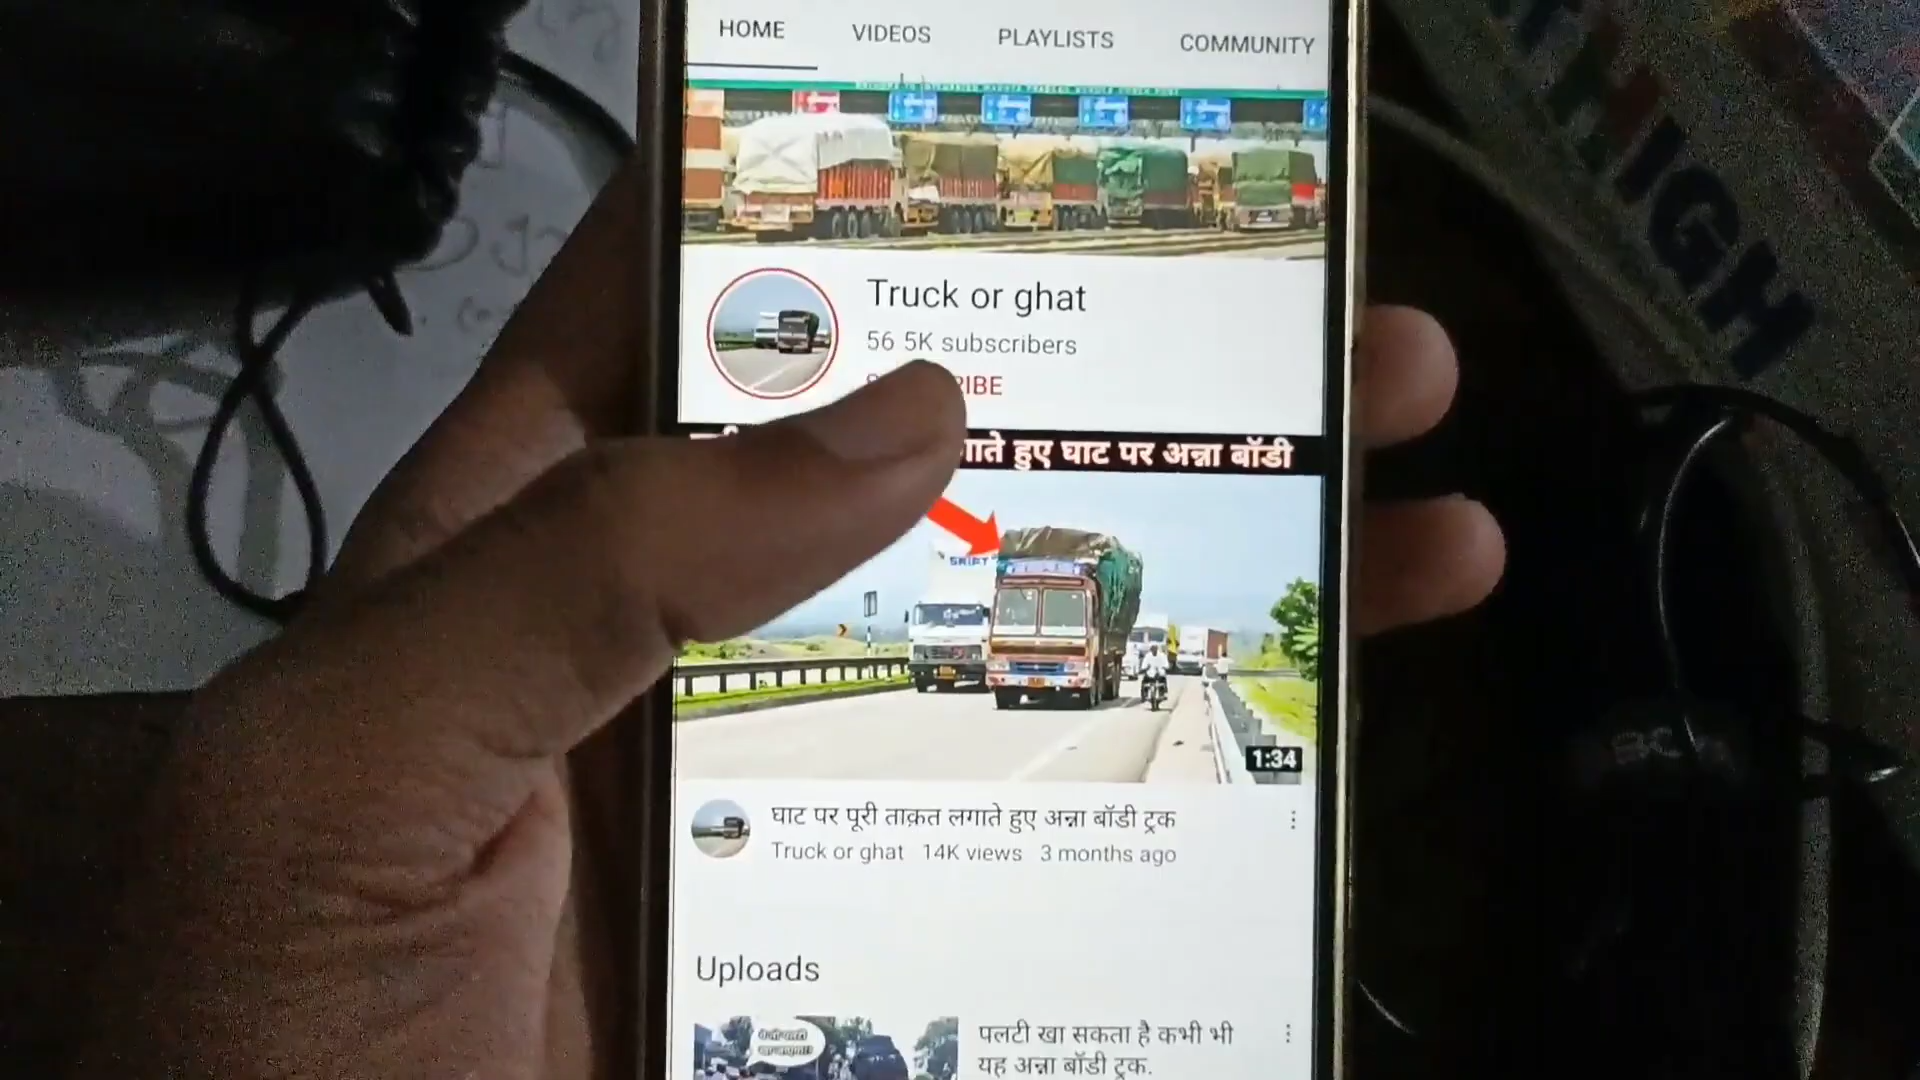 HOME VIDEOS PLAYLISTS COMMUNITY
Truck or ghat
56 5K subscribers
हुए घाट पर अन्ना बॉडी
1:34
घाट पर पूरी ताक़त लगाते हुए अन्ना बॉडी ट्रक
Truck or ghat 14K views 3 months ago
Uploads
पलटी खा सकता है कभी भी
यह अन्ना बॉडी ट्रक.
HIGH